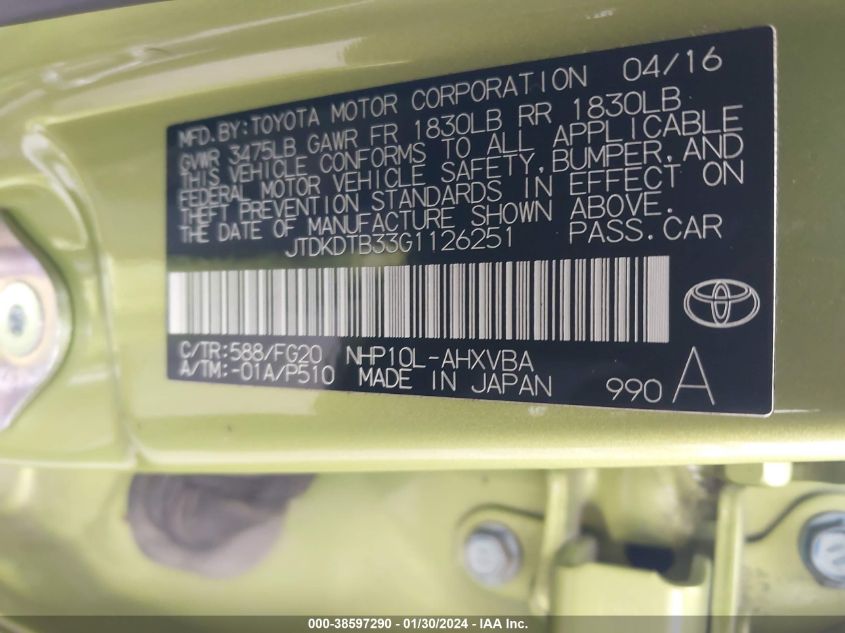 MFD.BY:TOYOTA MOTOR CORPORATION 04/16
GVWR 3475LB GAWR FR 1830LB RR 1830LB
THIS VEHICLE CONFORMS TO ALL APPLICABLE
FEDERAL MOTOR VEHICLE SAFETY,BUMPER,AND
THEFT PREVENTION STANDARDS IN EFFECT ON
THE DATE OF MANUFACTURE SHOWN ABOVE.
JTDKDTB33G1126251 PASS.CAR
C/TR:588/FG20 NHP10L-AHXVBA
A/TM:-01A/P510 MADE IN JAPAN 990 A
000-38597290 - 01/30/2024 - IAA Inc.